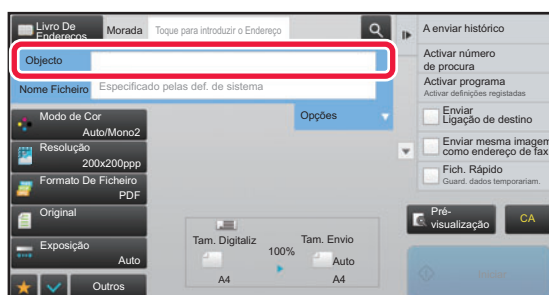 Livro De
Endereços
Morada
Toque para introduzir o Endereço
Objecto
Nome Ficheiro
Especificado pelas def. de sistema
Modo de Cor
Auto/Mono2
Opções
Resolução
200x200ppp
Formato De Ficheiro
PDF
Original
Exposição
Auto
Outros
Tam. Digitaliz
100%
Tam. Envio
Auto
A4
A4
A enviar histórico
Activar número
de procura
Activar programa
Activar definições registadas
Enviar
Ligação de destino
Enviar mesma imagem
como endereço de fax
Fich. Rápido
Guard. dados temporariam.
Pré-
visualização
CA